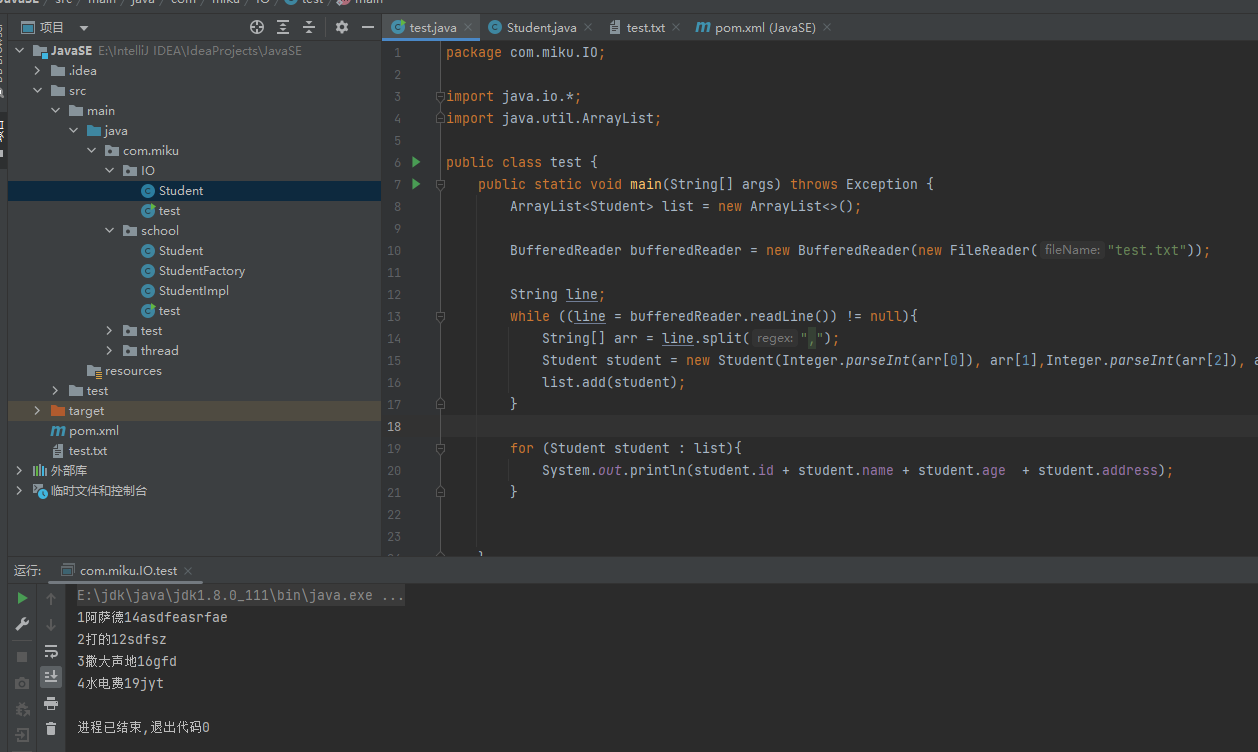 JavaSE / src / main / java / com / miku / IO / test / main
项目
test.java
Student.java
test.txt
pom.xml (JavaSE)
JavaSE E:\IntelliJ IDEA\IdeaProjects\JavaSE
.idea
src
main
java
com.miku
IO
Student
test
school
Student
StudentFactory
StudentImpl
test
test
thread
resources
test
target
pom.xml
test.txt
外部库
临时文件和控制台
1 package com.miku.IO;
2
3 import java.io.*;
4 import java.util.ArrayList;
5
6 public class test {
7 public static void main(String[] args) throws Exception {
8 ArrayList<Student> list = new ArrayList<>();
9
10 BufferedReader bufferedReader = new BufferedReader(new FileReader( fileName: "test.txt"));
11
12 String line;
13 while ((line = bufferedReader.readLine()) != null){
14 String[] arr = line.split( regex: ",");
15 Student student = new Student(Integer.parseInt(arr[0]), arr[1],Integer.parseInt(arr[2]), a
16 list.add(student);
17 }
18
19 for (Student student : list){
20 System.out.println(student.id + student.name + student.age  + student.address);
21 }
22
23
}
运行:
com.miku.IO.test
E:\jdk\java\jdk1.8.0_111\bin\java.exe ...
1阿萨德14asdfeasrfae
2打的12sdfsz
3撒大声地16gfd
4水电费19jyt
进程已结束,退出代码0